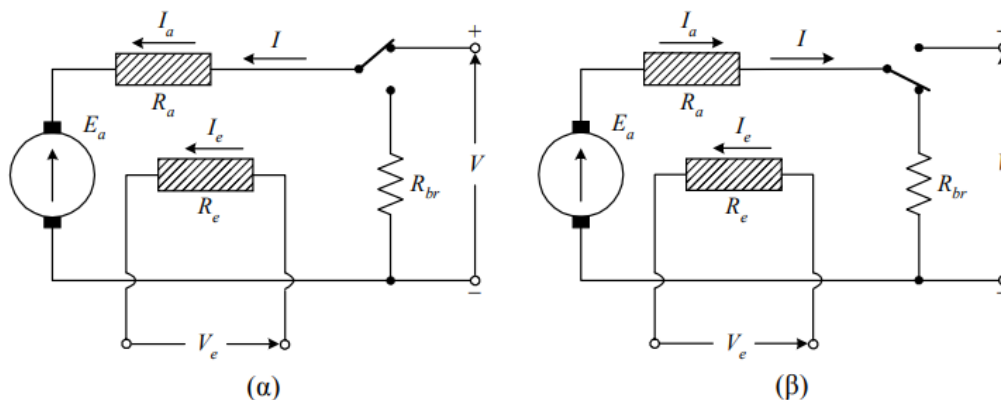 I_a
I
+
R_a
E_a
I_e
V
R_e
R_br
−
V_e
(α)
I_a
I
+
R_a
E_a
I_e
R_e
R_br
V_e
(β)